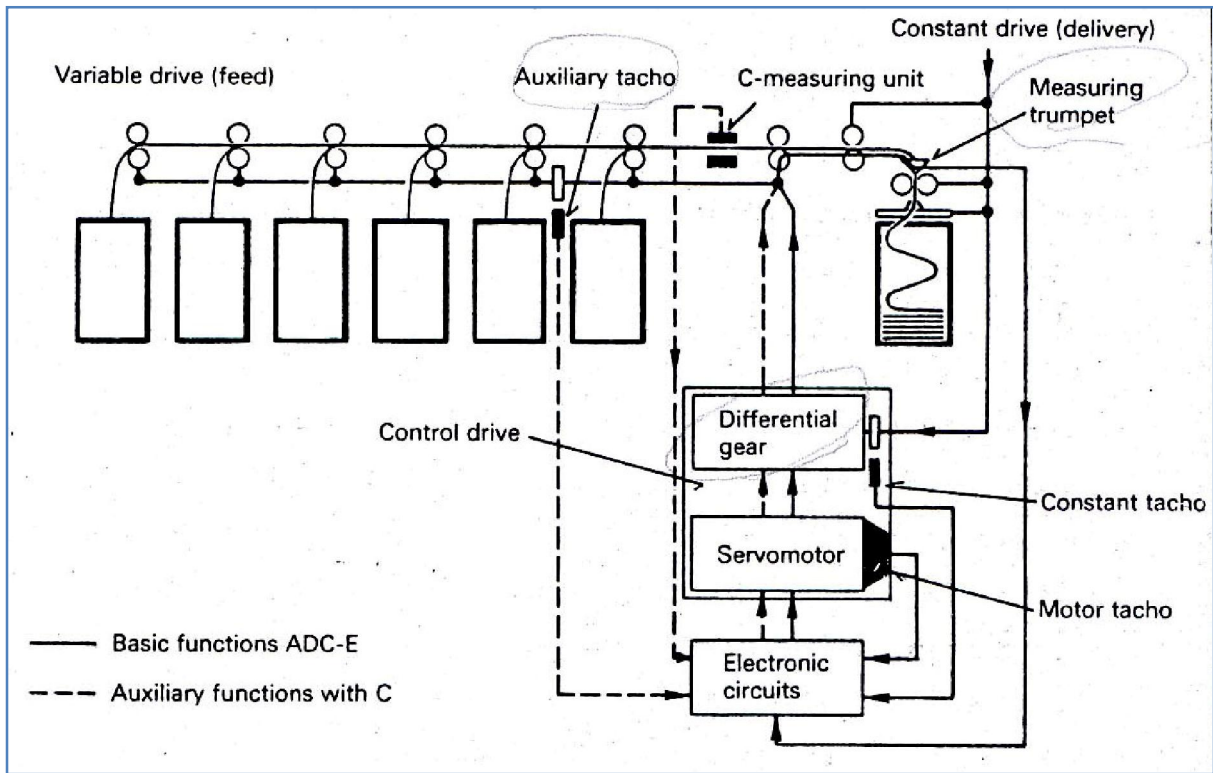 Constant drive (delivery)
Variable drive (feed)
Auxiliary tacho
C-measuring unit
Measuring
trumpet
Differential
gear
Control drive
Constant tacho
Servomotor
Motor tacho
Basic functions ADC-E
Electronic
circuits
Auxiliary functions with C